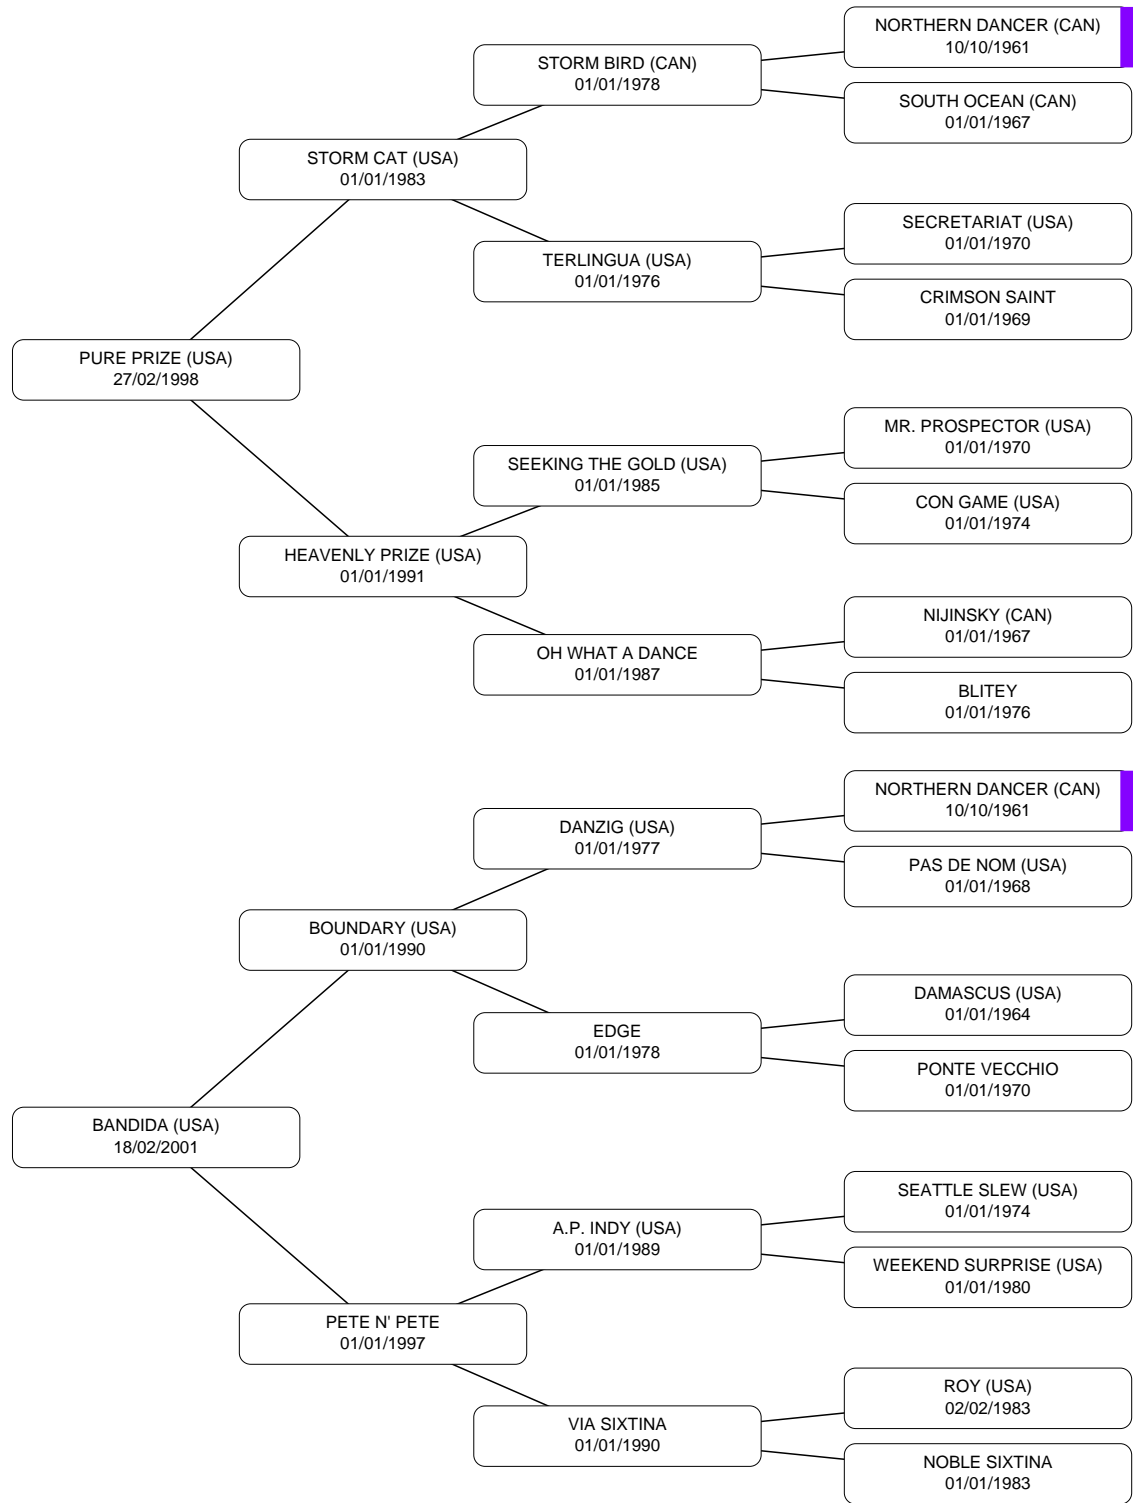 NORTHERN DANCER (CAN)
10/10/1961
STORM BIRD (CAN)
01/01/1978
SOUTH OCEAN (CAN)
01/01/1967
STORM CAT (USA)
01/01/1983
SECRETARIAT (USA)
01/01/1970
TERLINGUA (USA)
01/01/1976
CRIMSON SAINT
01/01/1969
PURE PRIZE (USA)
27/02/1998
MR. PROSPECTOR (USA)
01/01/1970
SEEKING THE GOLD (USA)
01/01/1985
CON GAME (USA)
01/01/1974
HEAVENLY PRIZE (USA)
01/01/1991
NIJINSKY (CAN)
01/01/1967
OH WHAT A DANCE
01/01/1987
BLITEY
01/01/1976
NORTHERN DANCER (CAN)
10/10/1961
DANZIG (USA)
01/01/1977
PAS DE NOM (USA)
01/01/1968
BOUNDARY (USA)
01/01/1990
DAMASCUS (USA)
01/01/1964
EDGE
01/01/1978
PONTE VECCHIO
01/01/1970
BANDIDA (USA)
18/02/2001
SEATTLE SLEW (USA)
01/01/1974
A.P. INDY (USA)
01/01/1989
WEEKEND SURPRISE (USA)
01/01/1980
PETE N' PETE
01/01/1997
ROY (USA)
02/02/1983
VIA SIXTINA
01/01/1990
NOBLE SIXTINA
01/01/1983